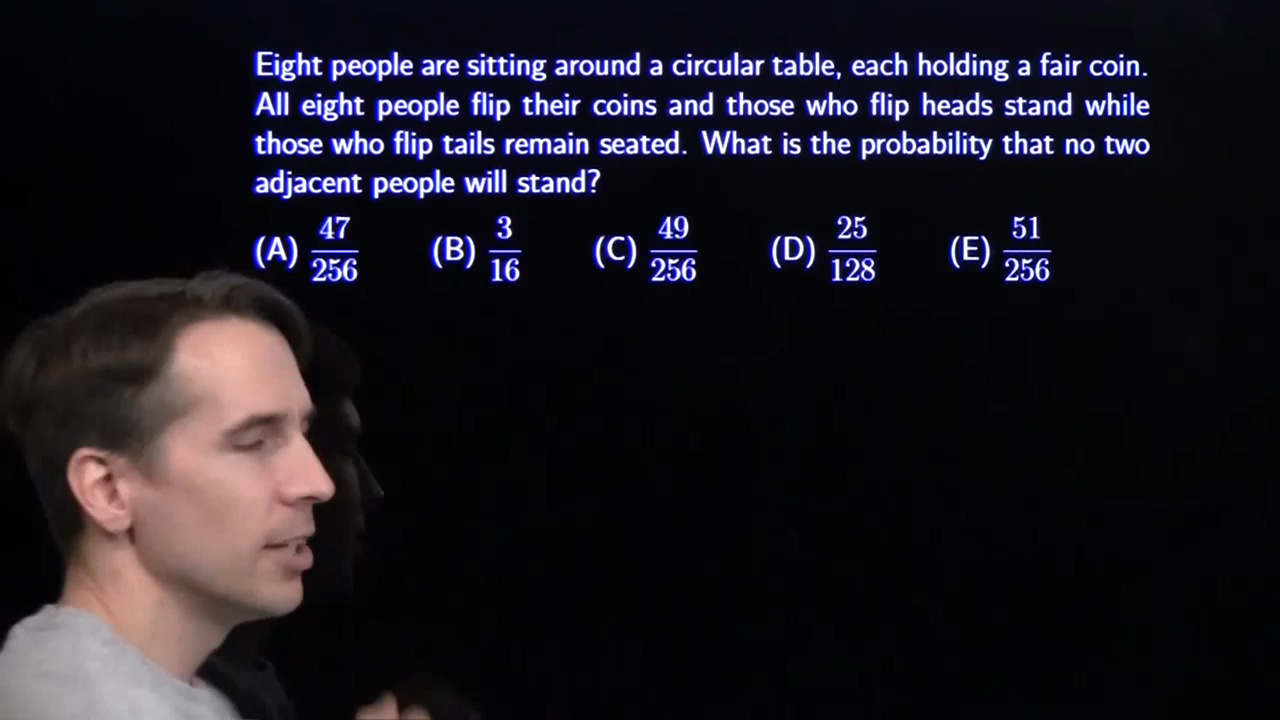 Eight people are sitting around a circular table, each holding a fair coin.
All eight people flip their coins and those who flip heads stand while
those who flip tails remain seated. What is the probability that no two
adjacent people will stand?
(A) 47/256 (B) 3/16 (C) 49/256 (D) 25/128 (E) 51/256